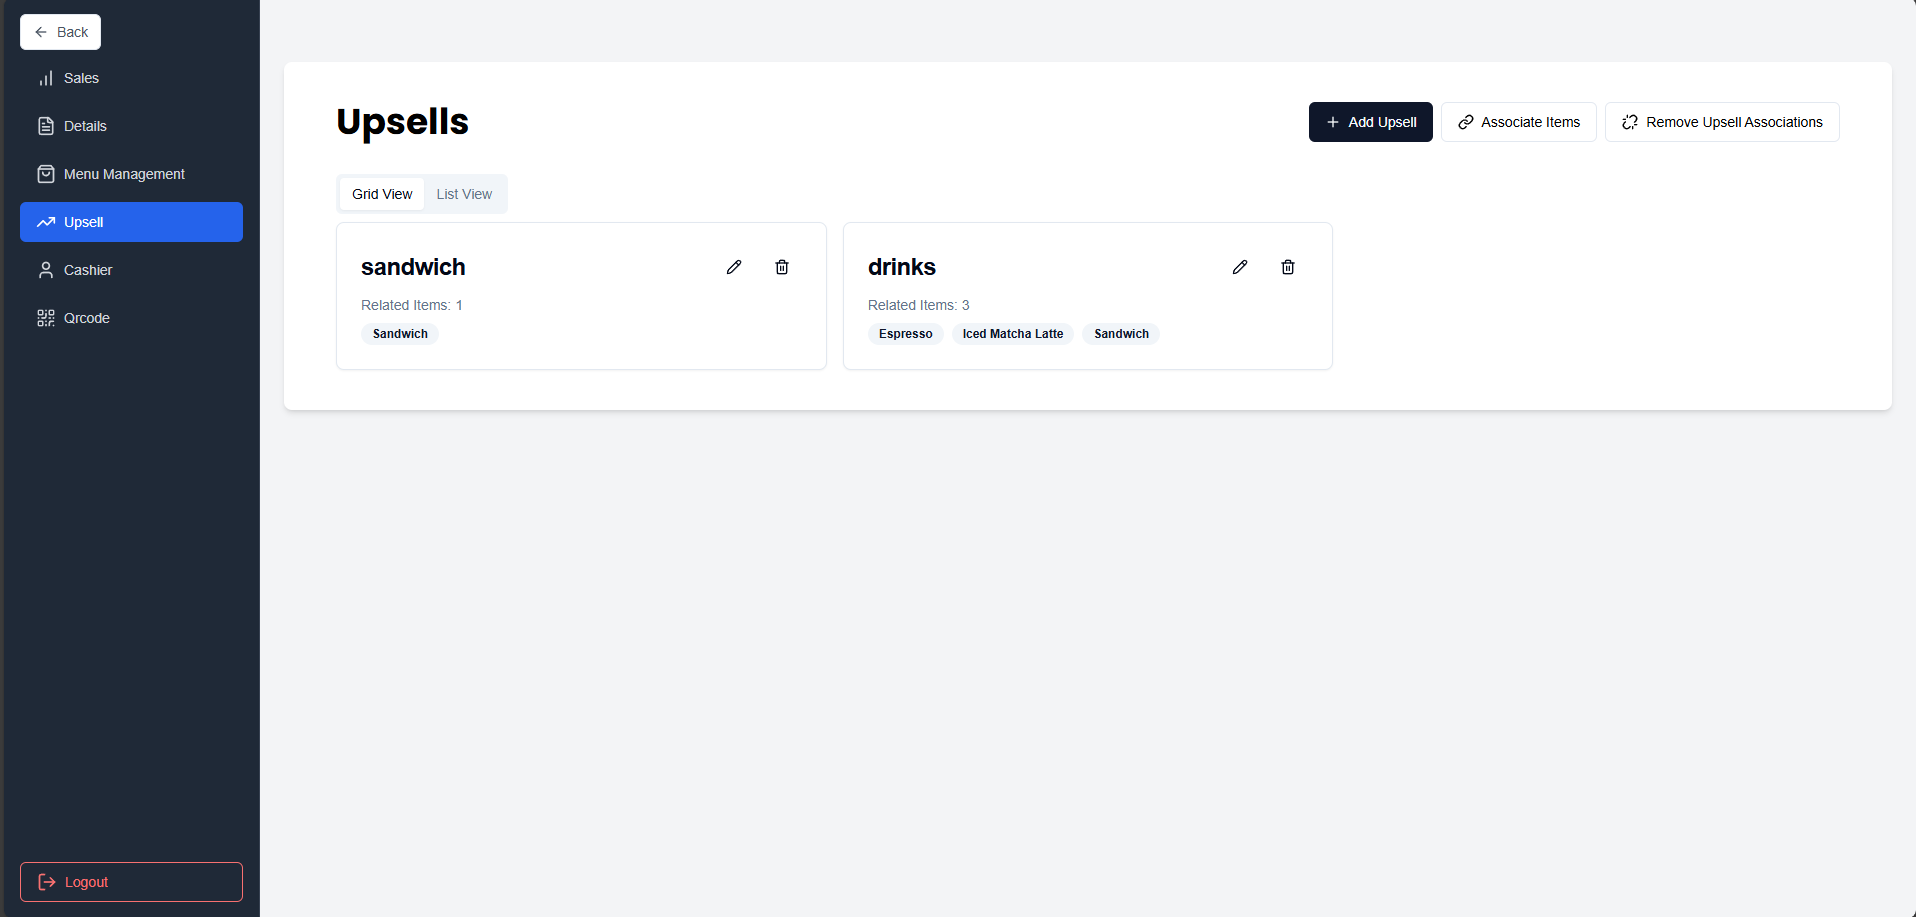 Back
Sales
Details
Menu Management
Upsell
Cashier
Qrcode
Logout
Upsells
Add Upsell
Associate Items
Remove Upsell Associations
Grid View
List View
sandwich
Related Items: 1
Sandwich
drinks
Related Items: 3
Espresso
Iced Matcha Latte
Sandwich